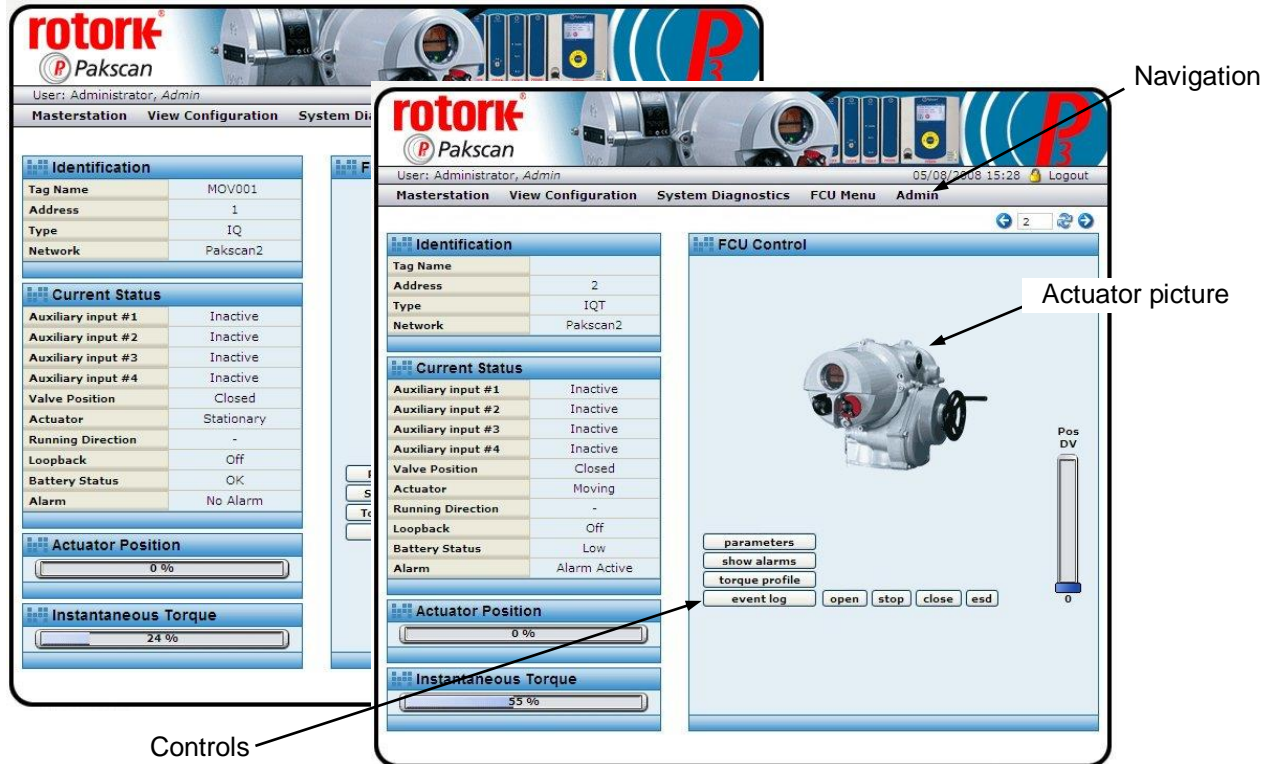 rotork®
P Pakscan
P3
User: Administrator, Admin
Masterstation View Configuration
Identification
Tag Name MOV001
Address 1
Type IQ
Network Pakscan2
Current Status
Auxiliary input #1 Inactive
Auxiliary input #2 Inactive
Auxiliary input #3 Inactive
Auxiliary input #4 Inactive
Valve Position Closed
Actuator Stationary
Running Direction -
Loopback Off
Battery Status OK
Alarm No Alarm
Actuator Position
0 %
Instantaneous Torque
24 %
rotork®
P Pakscan
P3
User: Administrator, Admin 05/08/2008 15:28 Logout
Masterstation View Configuration System Diagnostics FCU Menu Admin
2
Identification
Tag Name
Address 2
Type IQT
Network Pakscan2
Current Status
Auxiliary input #1 Inactive
Auxiliary input #2 Inactive
Auxiliary input #3 Inactive
Auxiliary input #4 Inactive
Valve Position Closed
Actuator Moving
Running Direction -
Loopback Off
Battery Status Low
Alarm Alarm Active
Actuator Position
0 %
Instantaneous Torque
55 %
FCU Control
Pos
DV
0
parameters
show alarms
torque profile
event log open stop close esd
Navigation
Actuator picture
Controls